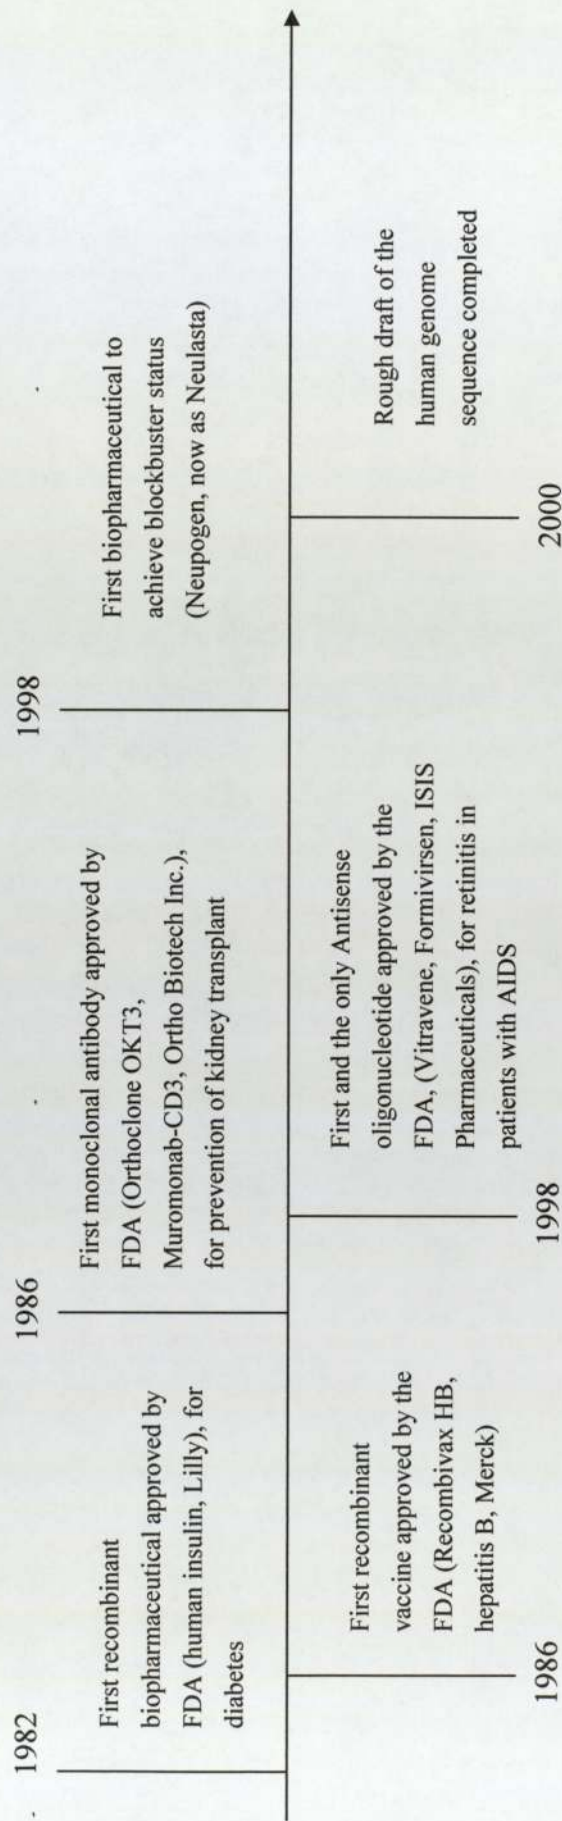 1982
First recombinant
biopharmaceutical approved by
FDA (human insulin, Lilly), for
diabetes
1986
First recombinant
vaccine approved by the
FDA (Recombivax HB,
hepatitis B, Merck)
1986
First monoclonal antibody approved by
FDA (Orthoclone OKT3,
Muromonab-CD3, Ortho Biotech Inc.),
for prevention of kidney transplant
1998
First and the only Antisense
oligonucleotide approved by the
FDA, (Vitravene, Formivirsen, ISIS
Pharmaceuticals), for retinitis in
patients with AIDS
1998
First biopharmaceutical to
achieve blockbuster status
(Neupogen, now as Neulasta)
2000
Rough draft of the
human genome
sequence completed